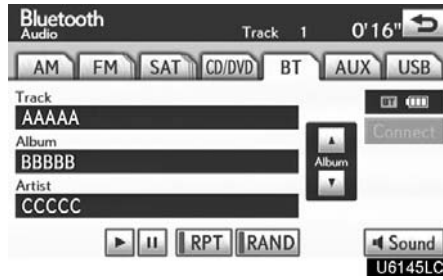 Bluetooth
Audio Track 1 0'16"
AM FM SAT CD/DVD BT AUX USB
Track
AAAAA
BT
Connect
Album
BBBBB
Album
Artist
CCCCC
RPT RAND Sound
U6145LC